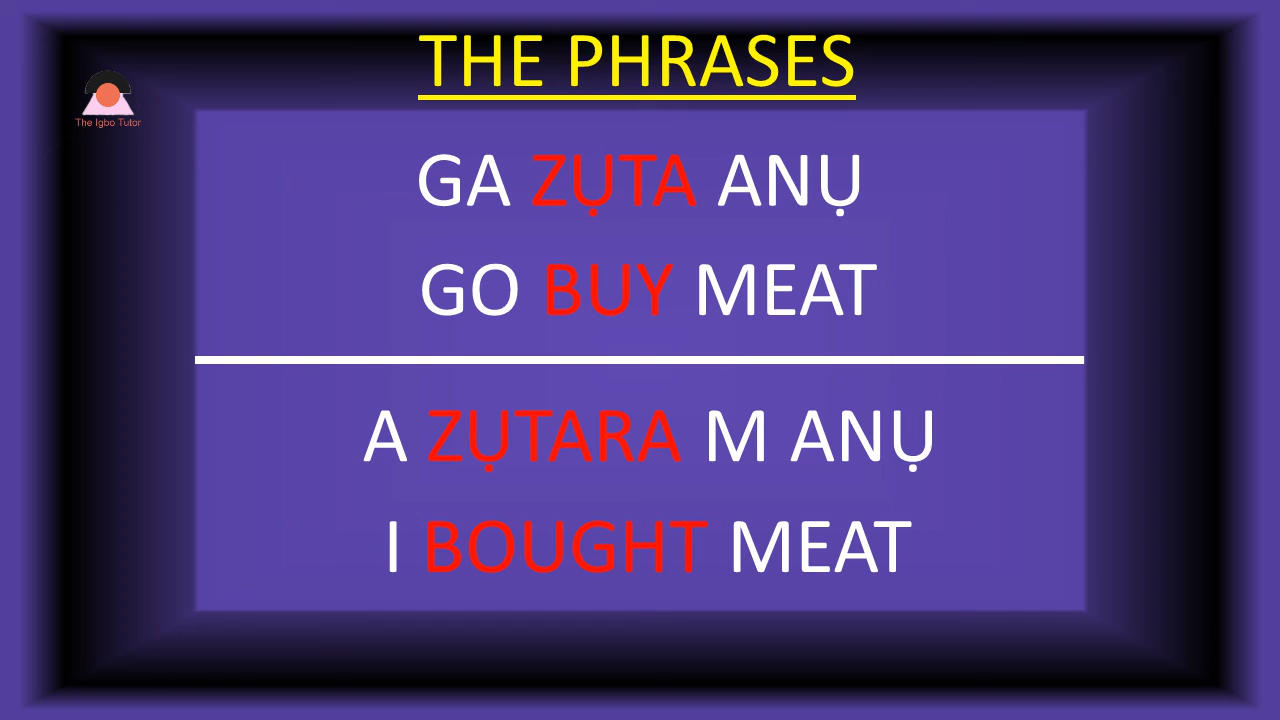 THE PHRASES
The Igbo Tutor
GA ZỤTA ANỤ
GO BUY MEAT
A ZỤTARA M ANỤ
I BOUGHT MEAT